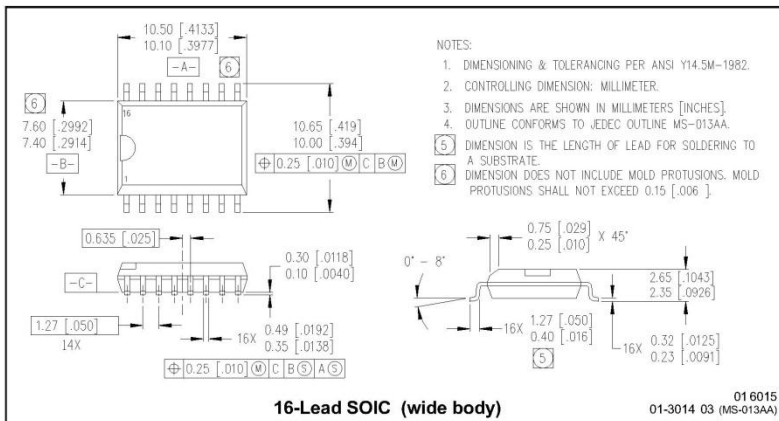 10.50 [.4133]
10.10 [.3977]
-A-
6
6
7.60 [.2992]
7.40 [.2914]
-B-
16
1
10.65 [.419]
10.00 [.394]
⌖ 0.25 [.010] Ⓜ C B Ⓜ
NOTES:
1. DIMENSIONING & TOLERANCING PER ANSI Y14.5M-1982.
2. CONTROLLING DIMENSION: MILLIMETER.
3. DIMENSIONS ARE SHOWN IN MILLIMETERS [INCHES].
4. OUTLINE CONFORMS TO JEDEC OUTLINE MS-013AA.
5 DIMENSION IS THE LENGTH OF LEAD FOR SOLDERING TO
A SUBSTRATE.
6 DIMENSION DOES NOT INCLUDE MOLD PROTUSIONS. MOLD
PROTUSIONS SHALL NOT EXCEED 0.15 [.006 ].
0.635 [.025]
-C-
0.30 [.0118]
0.10 [.0040]
1.27 [.050]
14X
16X 0.49 [.0192]
0.35 [.0138]
⌖ 0.25 [.010] Ⓜ C B Ⓢ A Ⓢ
0.75 [.029]
0.25 [.010] X 45°
0° - 8°
2.65 [.1043]
2.35 [.0926]
16X 1.27 [.050]
0.40 [.016]
5
16X 0.32 [.0125]
0.23 [.0091]
16-Lead SOIC (wide body)
01 6015
01-3014 03 (MS-013AA)